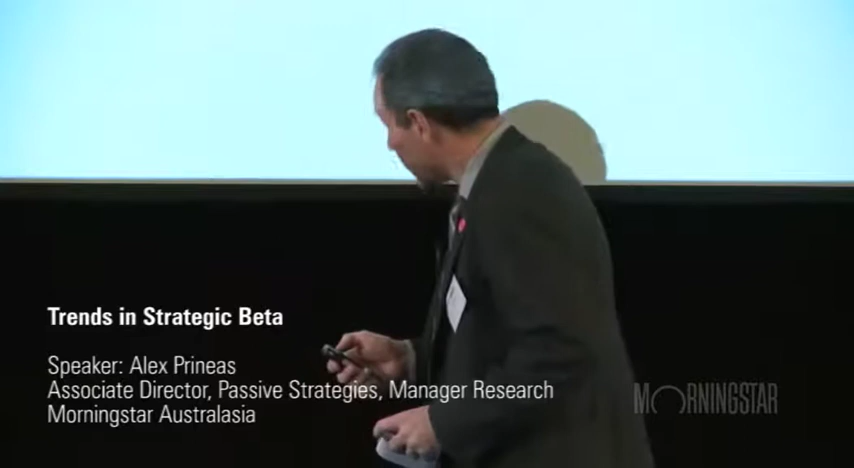 Trends in Strategic Beta
Speaker: Alex Prineas
Associate Director, Passive Strategies, Manager Research
Morningstar Australasia
MORNINGSTAR